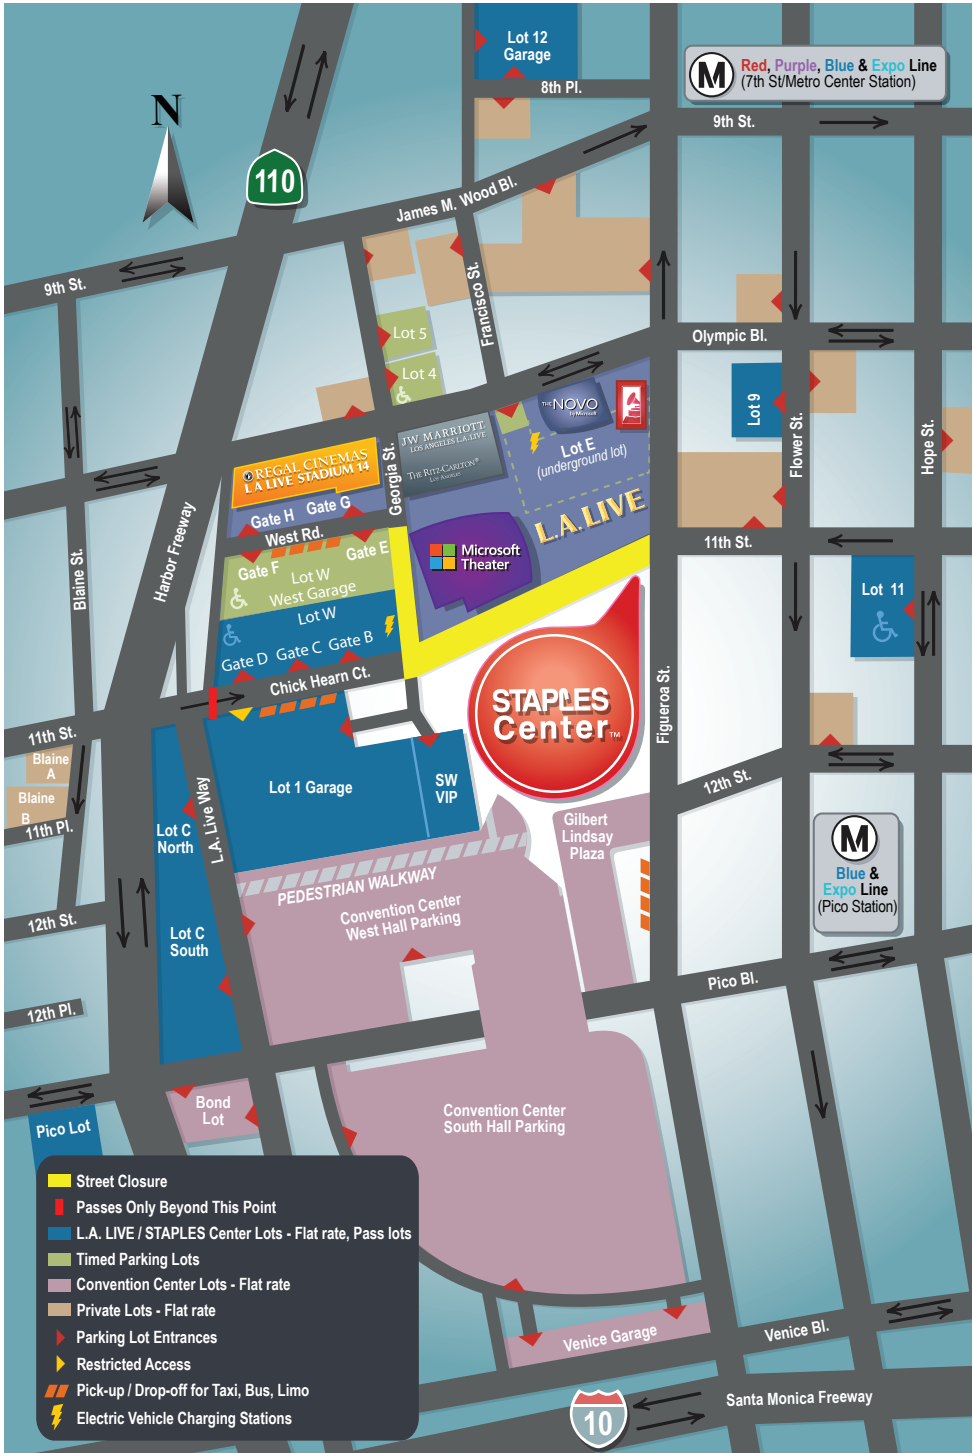 Lot 12
Garage
8th Pl.
M
Red, Purple, Blue & Expo Line
(7th St/Metro Center Station)
9th St.
N
110
James M. Wood Bl.
9th St.
Francisco St.
Lot 5
Lot 4
Olympic Bl.
THE NOVO
by Microsoft
Lot 9
Flower St.
Hope St.
JW MARRIOTT
LOS ANGELES L.A. LIVE
THE RITZ-CARLTON®
LOS ANGELES
Lot E
(underground lot)
REGAL CINEMAS
L.A. LIVE STADIUM 14
Georgia St.
Gate H
Gate G
L.A. LIVE
West Rd.
11th St.
Harbor Freeway
Blaine St.
Gate E
Gate F
Microsoft
Theater
Lot W
West Garage
Lot W
Lot 11
Gate D
Gate C
Gate B
Chick Hearn Ct.
STAPLES
Center™
Figueroa St.
11th St.
Blaine
A
Blaine
B
11th Pl.
Lot 1 Garage
SW
VIP
12th St.
L.A. Live Way
Lot C
North
Gilbert
Lindsay
Plaza
M
Blue &
Expo Line
(Pico Station)
PEDESTRIAN WALKWAY
Convention Center
West Hall Parking
12th St.
Lot C
South
Pico Bl.
12th Pl.
Bond
Lot
Convention Center
South Hall Parking
Pico Lot
Street Closure
Passes Only Beyond This Point
L.A. LIVE / STAPLES Center Lots - Flat rate, Pass lots
Timed Parking Lots
Convention Center Lots - Flat rate
Private Lots - Flat rate
Parking Lot Entrances
Restricted Access
Pick-up / Drop-off for Taxi, Bus, Limo
Electric Vehicle Charging Stations
Venice Garage
Venice Bl.
10
Santa Monica Freeway